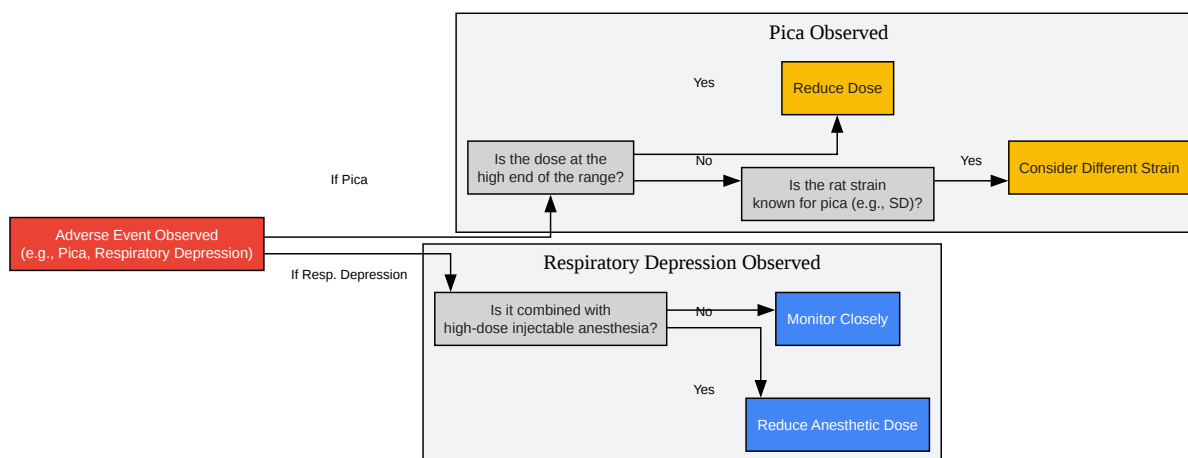 Pica Observed
Yes
Reduce Dose
Is the dose at the
high end of the range?
No
Yes
Is the rat strain
known for pica (e.g., SD)?
Consider Different Strain
If Pica
Adverse Event Observed
(e.g., Pica, Respiratory Depression)
If Resp. Depression
Respiratory Depression Observed
Is it combined with
high-dose injectable anesthesia?
No
Monitor Closely
Yes
Reduce Anesthetic Dose